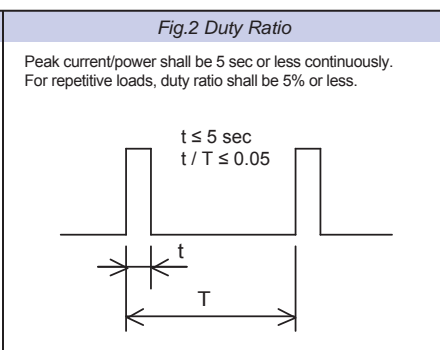 Fig.2 Duty Ratio
Peak current/power shall be 5 sec or less continuously.
For repetitive loads, duty ratio shall be 5% or less.
t ≤ 5 sec
t / T ≤ 0.05
t
T